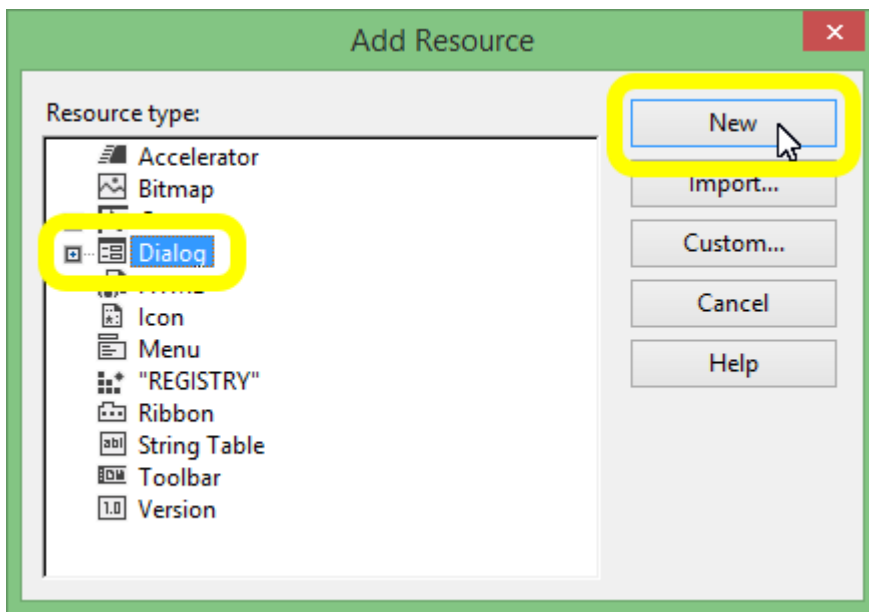 Add Resource
Resource type:
Accelerator
Bitmap
Dialog
Icon
Menu
"REGISTRY"
Ribbon
String Table
Toolbar
Version
New
Import...
Custom...
Cancel
Help